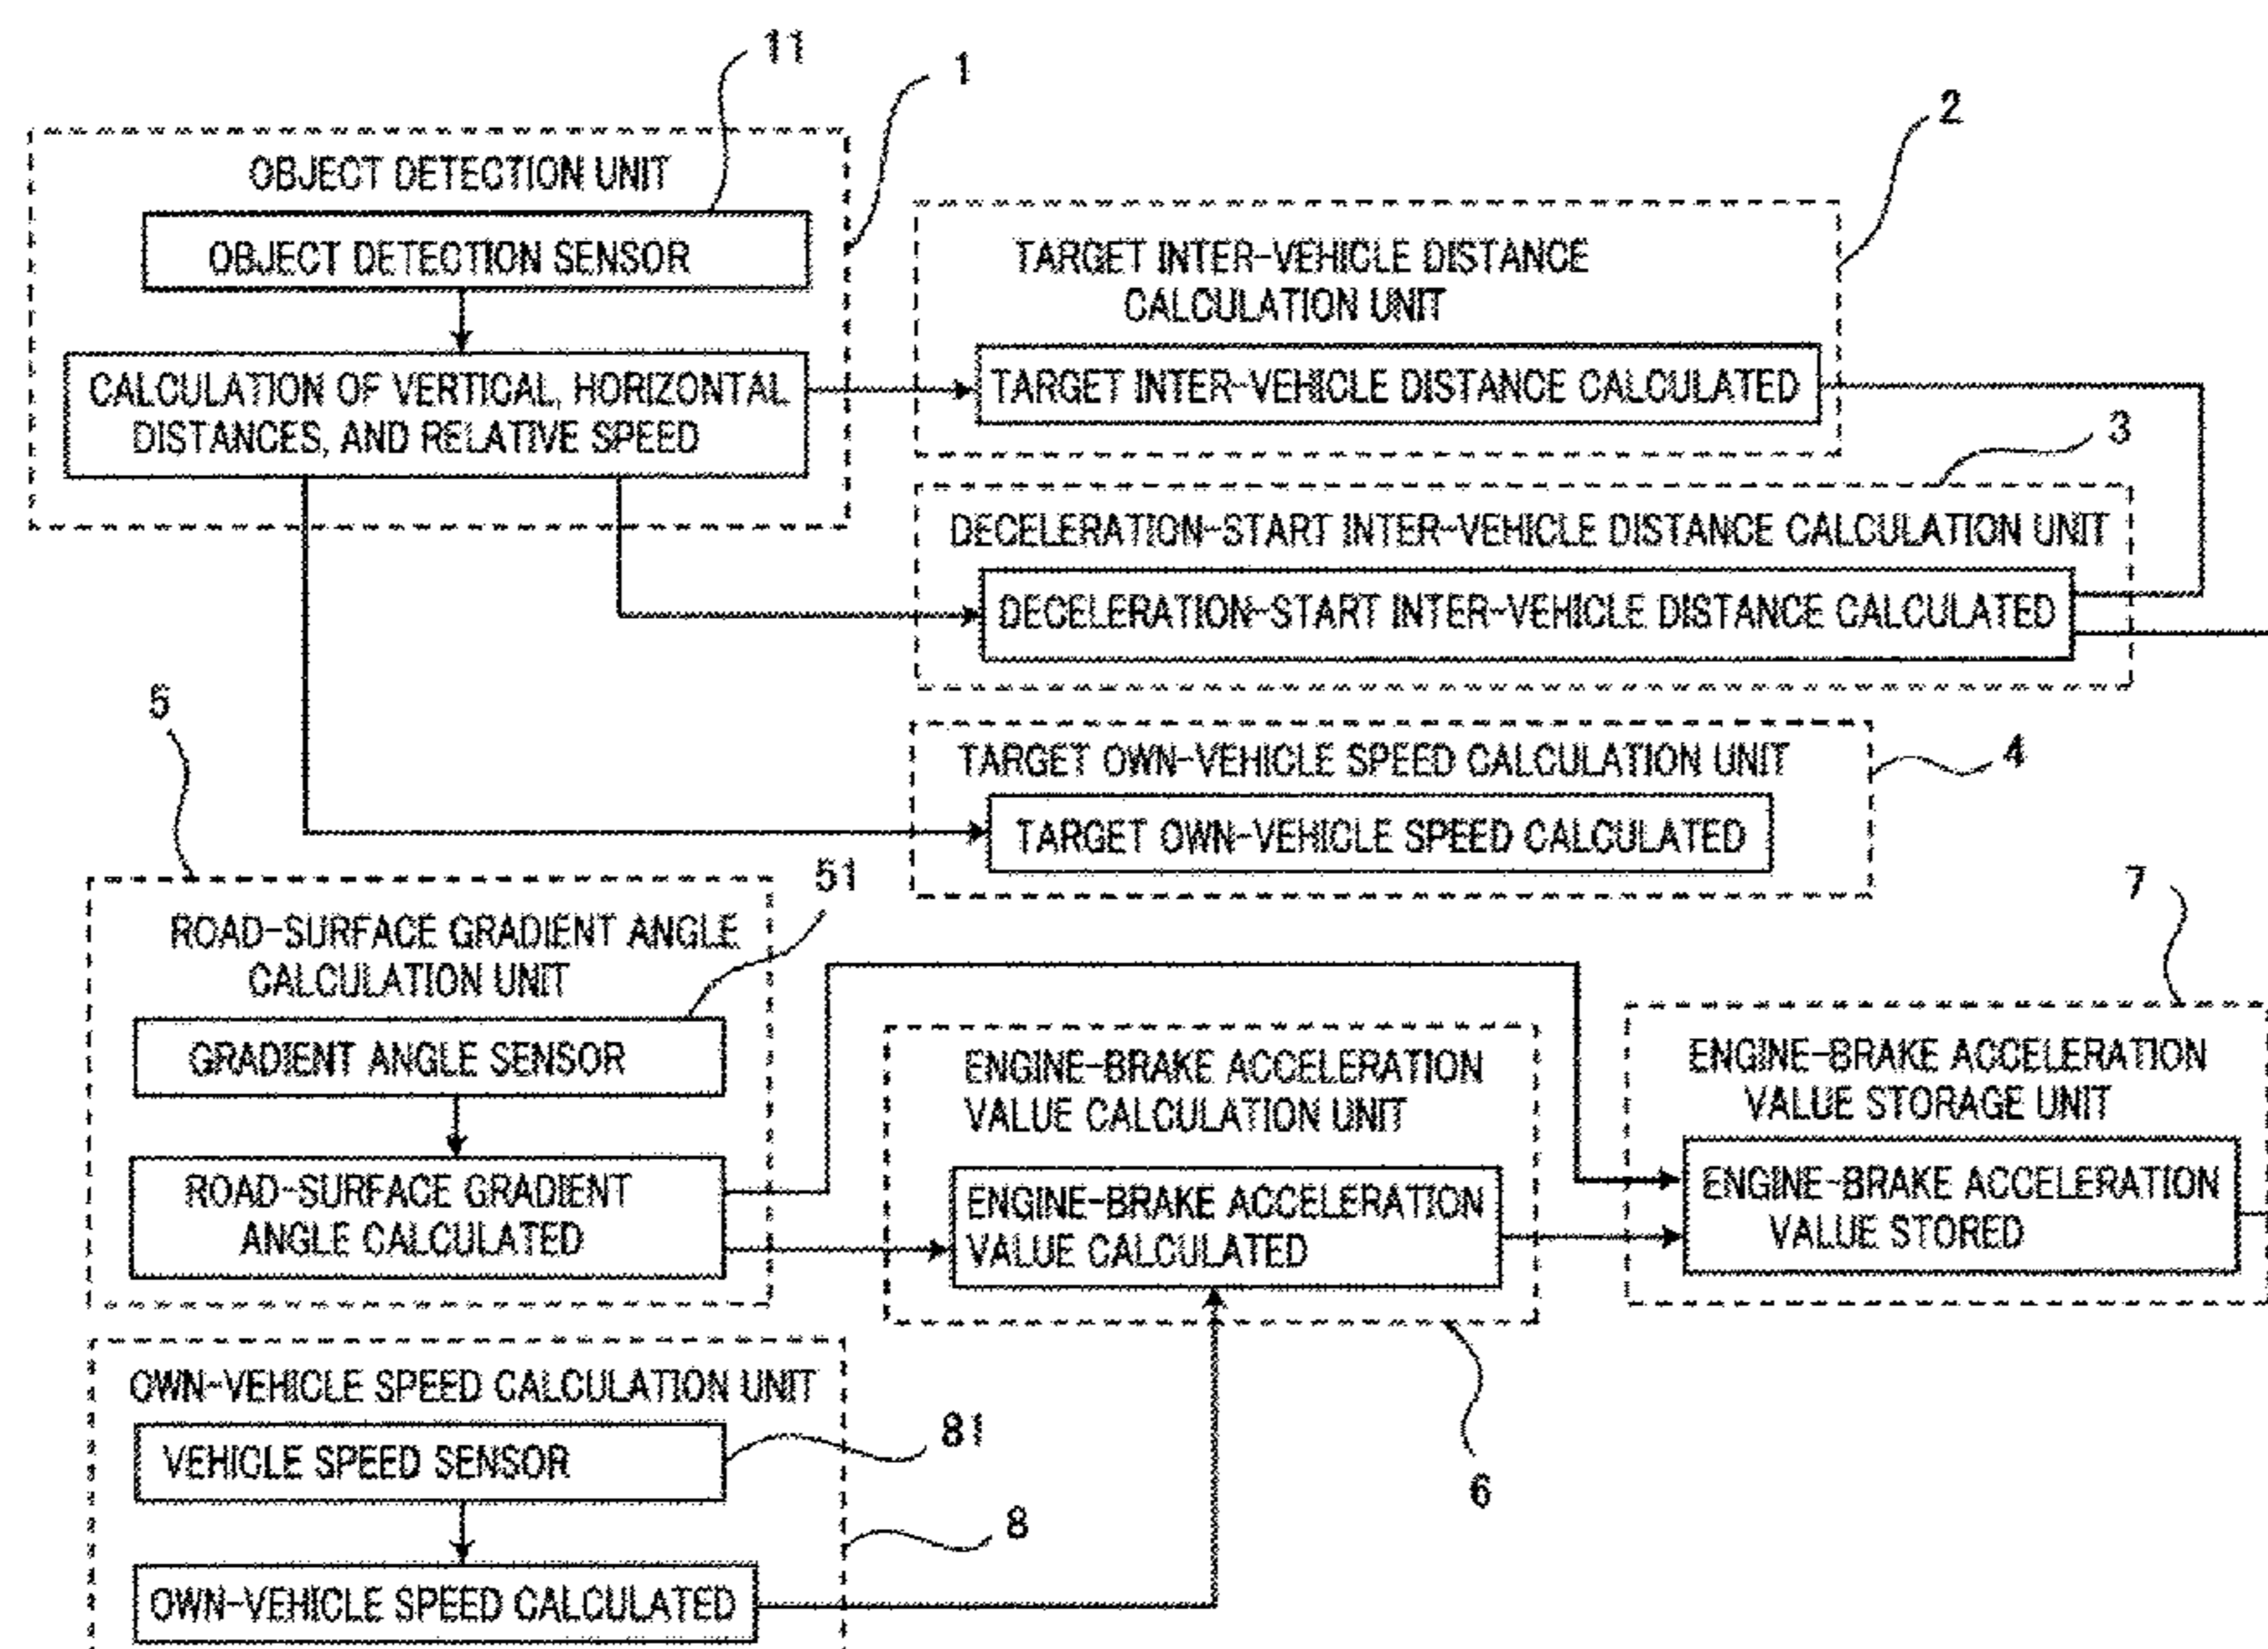 11
1
2
OBJECT DETECTION UNIT
OBJECT DETECTION SENSOR
CALCULATION OF VERTICAL, HORIZONTAL
DISTANCES, AND RELATIVE SPEED
TARGET INTER-VEHICLE DISTANCE
CALCULATION UNIT
TARGET INTER-VEHICLE DISTANCE CALCULATED
3
DECELERATION-START INTER-VEHICLE DISTANCE CALCULATION UNIT
DECELERATION-START INTER-VEHICLE DISTANCE CALCULATED
4
TARGET OWN-VEHICLE SPEED CALCULATION UNIT
TARGET OWN-VEHICLE SPEED CALCULATED
5
51
ROAD-SURFACE GRADIENT ANGLE
CALCULATION UNIT
GRADIENT ANGLE SENSOR
ROAD-SURFACE GRADIENT
ANGLE CALCULATED
ENGINE-BRAKE ACCELERATION
VALUE CALCULATION UNIT
ENGINE-BRAKE ACCELERATION
VALUE CALCULATED
6
7
ENGINE-BRAKE ACCELERATION
VALUE STORAGE UNIT
ENGINE-BRAKE ACCELERATION
VALUE STORED
OWN-VEHICLE SPEED CALCULATION UNIT
VEHICLE SPEED SENSOR
81
8
OWN-VEHICLE SPEED CALCULATED